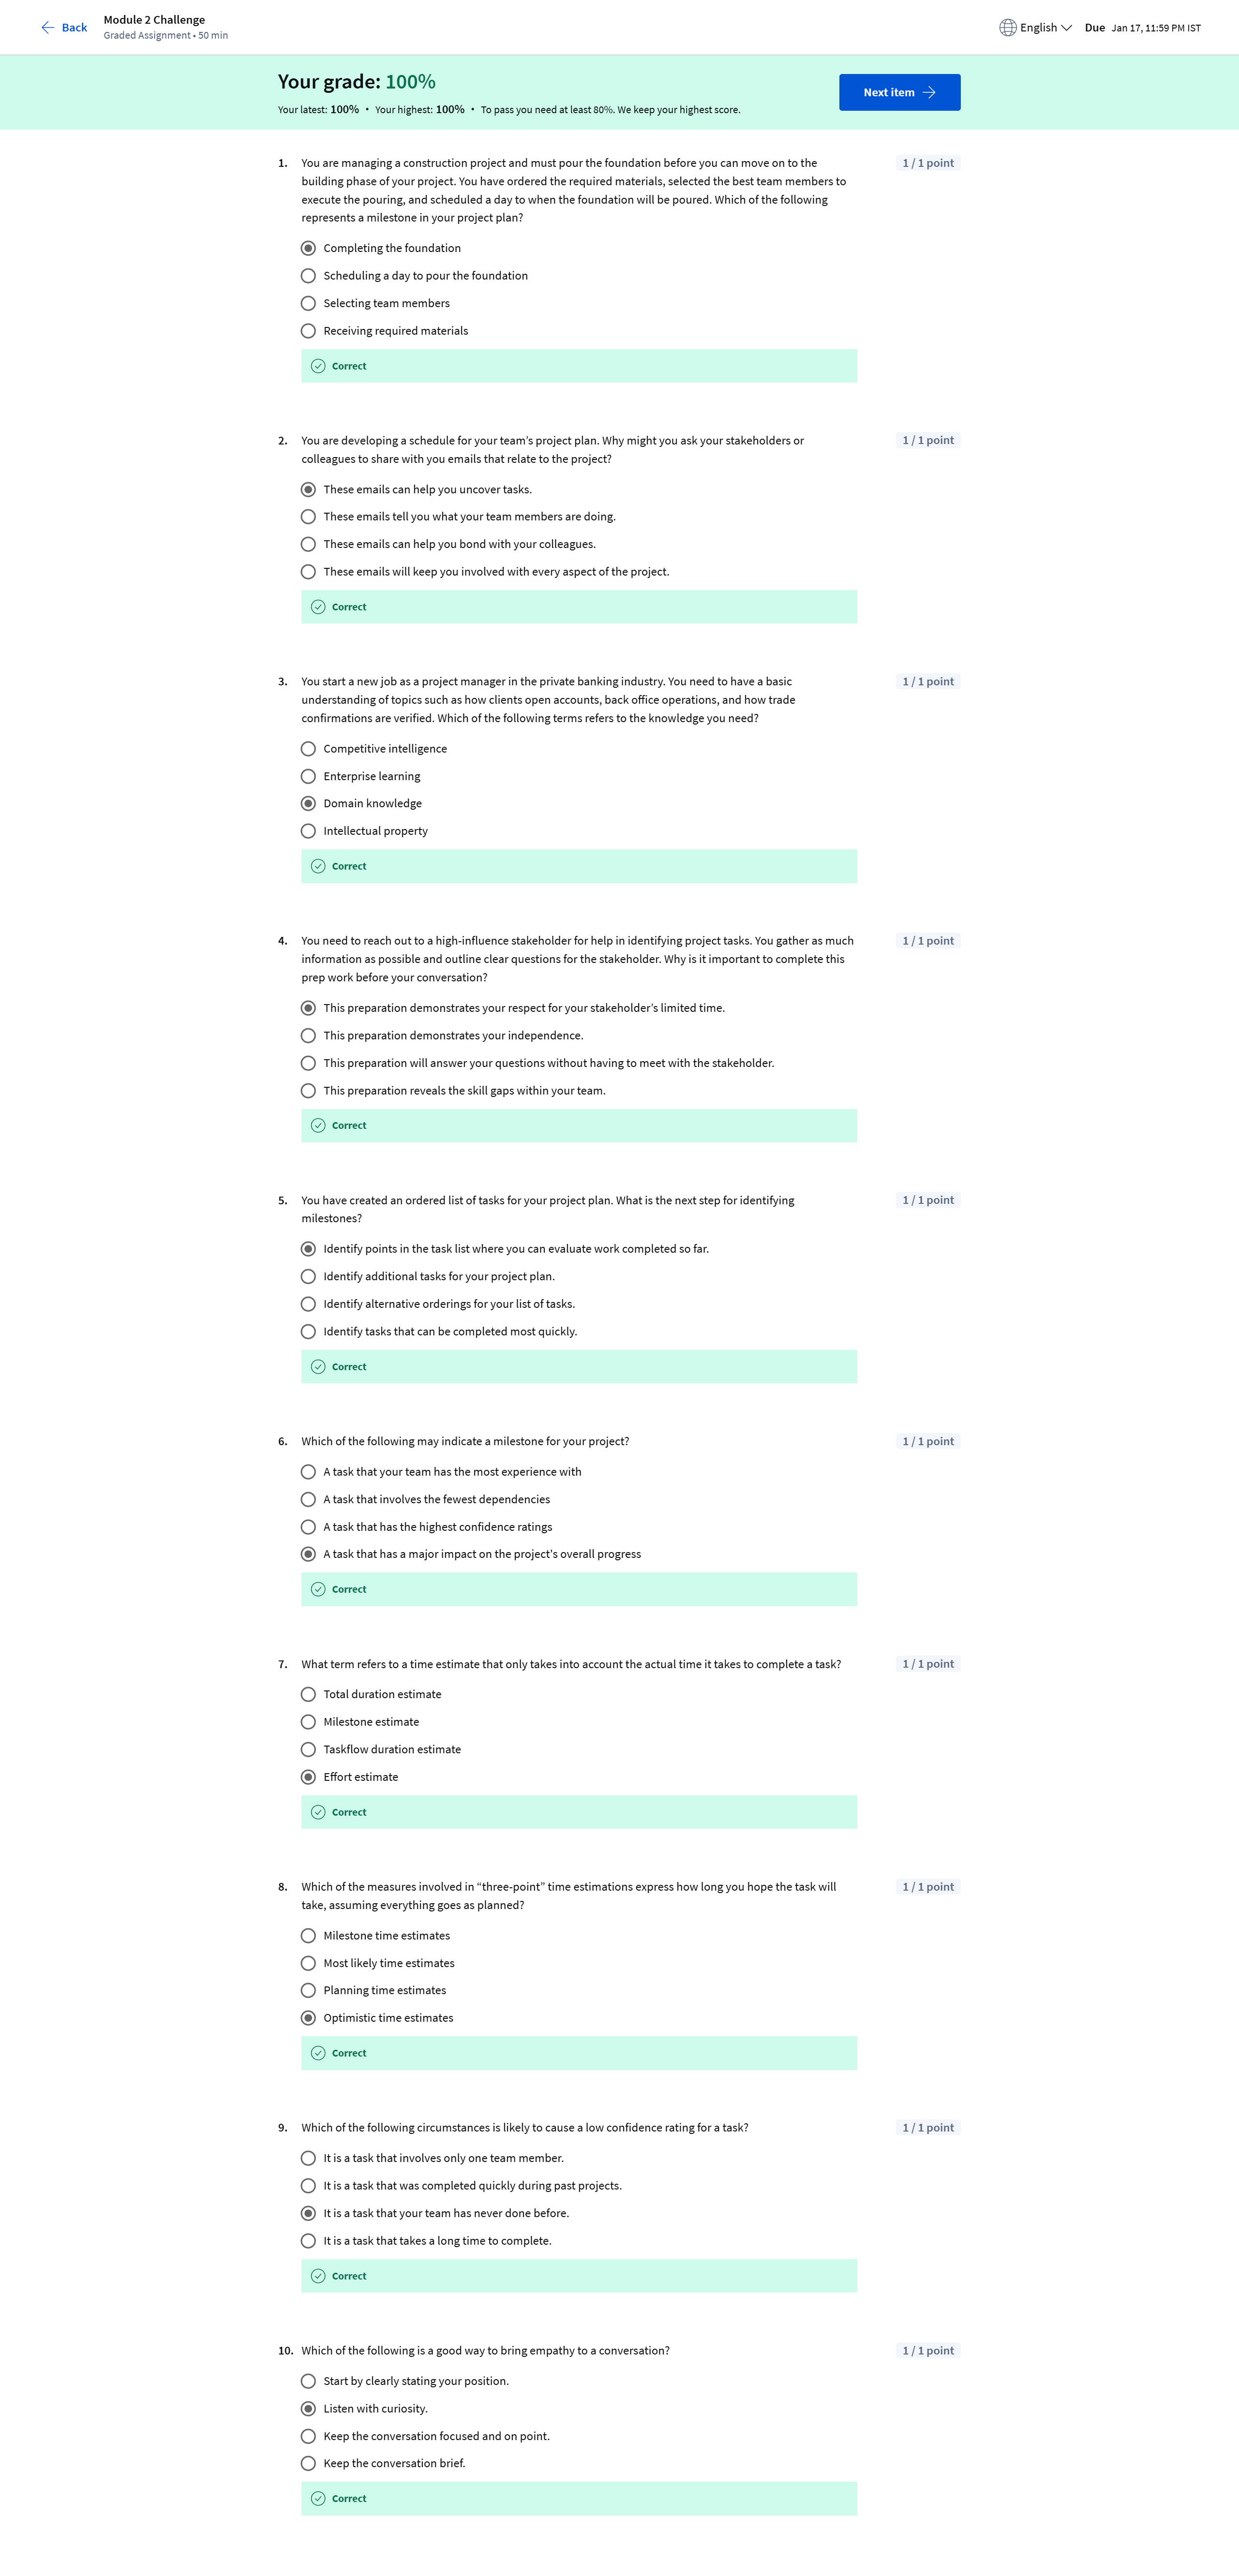 Back
Module 2 Challenge
Graded Assignment • 50 min
English
Due Jan 17, 11:59 PM IST
Your grade: 100%
Your latest: 100% • Your highest: 100% • To pass you need at least 80%. We keep your highest score.
Next item
1. You are managing a construction project and must pour the foundation before you can move on to the
building phase of your project. You have ordered the required materials, selected the best team members to
execute the pouring, and scheduled a day to when the foundation will be poured. Which of the following
represents a milestone in your project plan?
1 / 1 point
Completing the foundation
Scheduling a day to pour the foundation
Selecting team members
Receiving required materials
Correct
2. You are developing a schedule for your team’s project plan. Why might you ask your stakeholders or
colleagues to share with you emails that relate to the project?
1 / 1 point
These emails can help you uncover tasks.
These emails tell you what your team members are doing.
These emails can help you bond with your colleagues.
These emails will keep you involved with every aspect of the project.
Correct
3. You start a new job as a project manager in the private banking industry. You need to have a basic
understanding of topics such as how clients open accounts, back office operations, and how trade
confirmations are verified. Which of the following terms refers to the knowledge you need?
1 / 1 point
Competitive intelligence
Enterprise learning
Domain knowledge
Intellectual property
Correct
4. You need to reach out to a high-influence stakeholder for help in identifying project tasks. You gather as much
information as possible and outline clear questions for the stakeholder. Why is it important to complete this
prep work before your conversation?
1 / 1 point
This preparation demonstrates your respect for your stakeholder’s limited time.
This preparation demonstrates your independence.
This preparation will answer your questions without having to meet with the stakeholder.
This preparation reveals the skill gaps within your team.
Correct
5. You have created an ordered list of tasks for your project plan. What is the next step for identifying
milestones?
1 / 1 point
Identify points in the task list where you can evaluate work completed so far.
Identify additional tasks for your project plan.
Identify alternative orderings for your list of tasks.
Identify tasks that can be completed most quickly.
Correct
6. Which of the following may indicate a milestone for your project?
1 / 1 point
A task that your team has the most experience with
A task that involves the fewest dependencies
A task that has the highest confidence ratings
A task that has a major impact on the project's overall progress
Correct
7. What term refers to a time estimate that only takes into account the actual time it takes to complete a task?
1 / 1 point
Total duration estimate
Milestone estimate
Taskflow duration estimate
Effort estimate
Correct
8. Which of the measures involved in “three-point” time estimations express how long you hope the task will
take, assuming everything goes as planned?
1 / 1 point
Milestone time estimates
Most likely time estimates
Planning time estimates
Optimistic time estimates
Correct
9. Which of the following circumstances is likely to cause a low confidence rating for a task?
1 / 1 point
It is a task that involves only one team member.
It is a task that was completed quickly during past projects.
It is a task that your team has never done before.
It is a task that takes a long time to complete.
Correct
10. Which of the following is a good way to bring empathy to a conversation?
1 / 1 point
Start by clearly stating your position.
Listen with curiosity.
Keep the conversation focused and on point.
Keep the conversation brief.
Correct